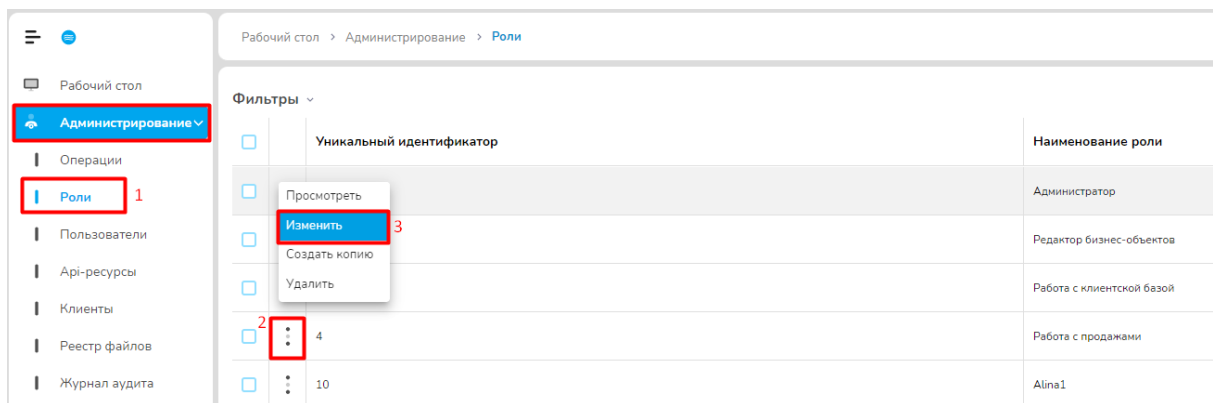 Рабочий стол > Администрирование > Роли
Рабочий стол
Администрирование
Операции
Роли 1
Пользователи
Api-ресурсы
Клиенты
Реестр файлов
Журнал аудита
Фильтры
Уникальный идентификатор Наименование роли
Администратор
Редактор бизнес-объектов
Работа с клиентской базой
Просмотреть
Изменить 3
Создать копию
Удалить
2 4 Работа с продажами
10 Alina1